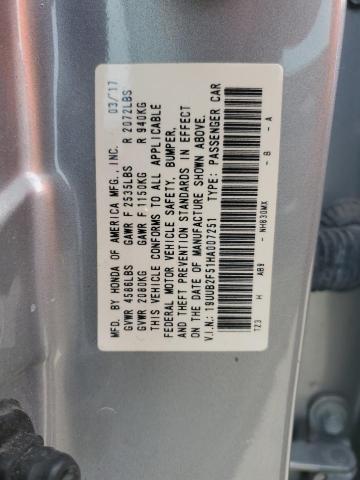 MFD. BY HONDA OF AMERICA MFG., INC. 03/17
GVWR 4586LBS GAWR F 2535LBS R 2072LBS
GVWR 2080KG GAWR F 1150KG R 940KG
THIS VEHICLE CONFORMS TO ALL APPLICABLE
FEDERAL MOTOR VEHICLE SAFETY, BUMPER,
AND THEFT PREVENTION STANDARDS IN EFFECT
ON THE DATE OF MANUFACTURE SHOWN ABOVE.
V.I.N.: 19UUB2F51HA007251 TYPE: PASSENGER CAR
TZ3 H AB9 - NH830MX - B - A